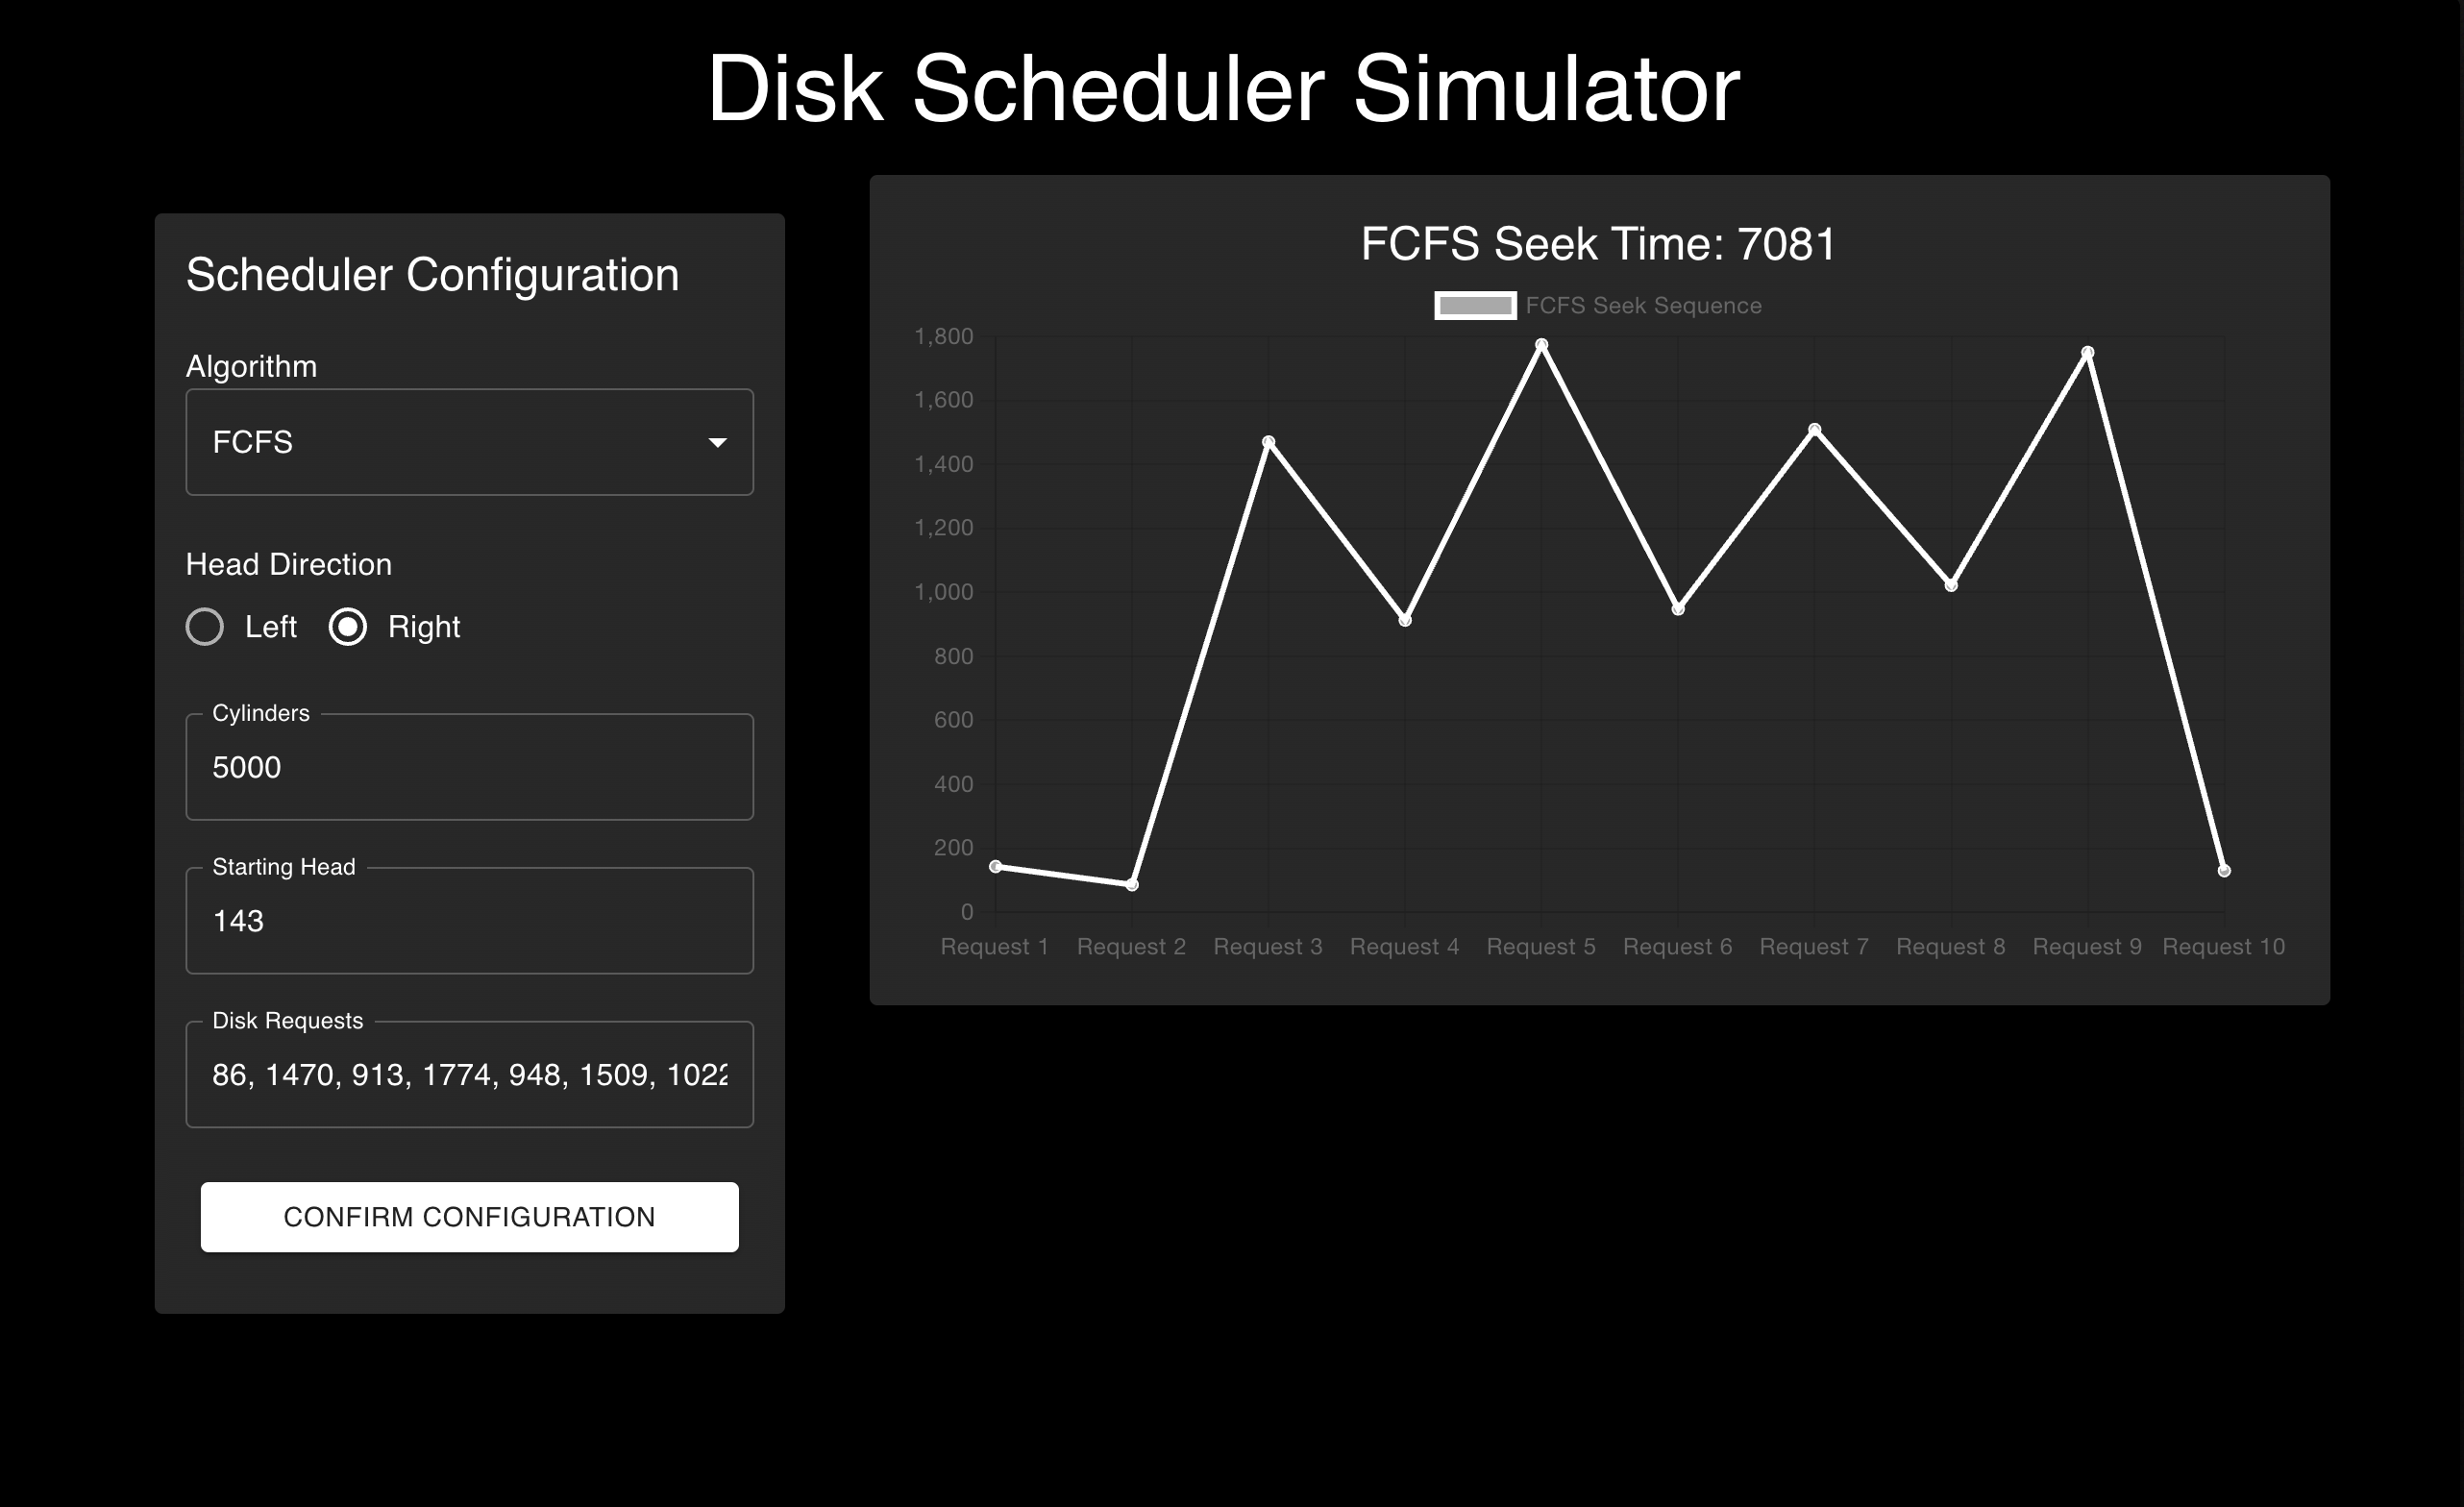 Disk Scheduler Simulator
Scheduler Configuration
Algorithm
FCFS
Head Direction
Left
Right
Cylinders
5000
Starting Head
143
Disk Requests
86, 1470, 913, 1774, 948, 1509, 1022
CONFIRM CONFIGURATION
FCFS Seek Time: 7081
FCFS Seek Sequence
1,800
1,600
1,400
1,200
1,000
800
600
400
200
0
Request 1 Request 2 Request 3 Request 4 Request 5 Request 6 Request 7 Request 8 Request 9 Request 10